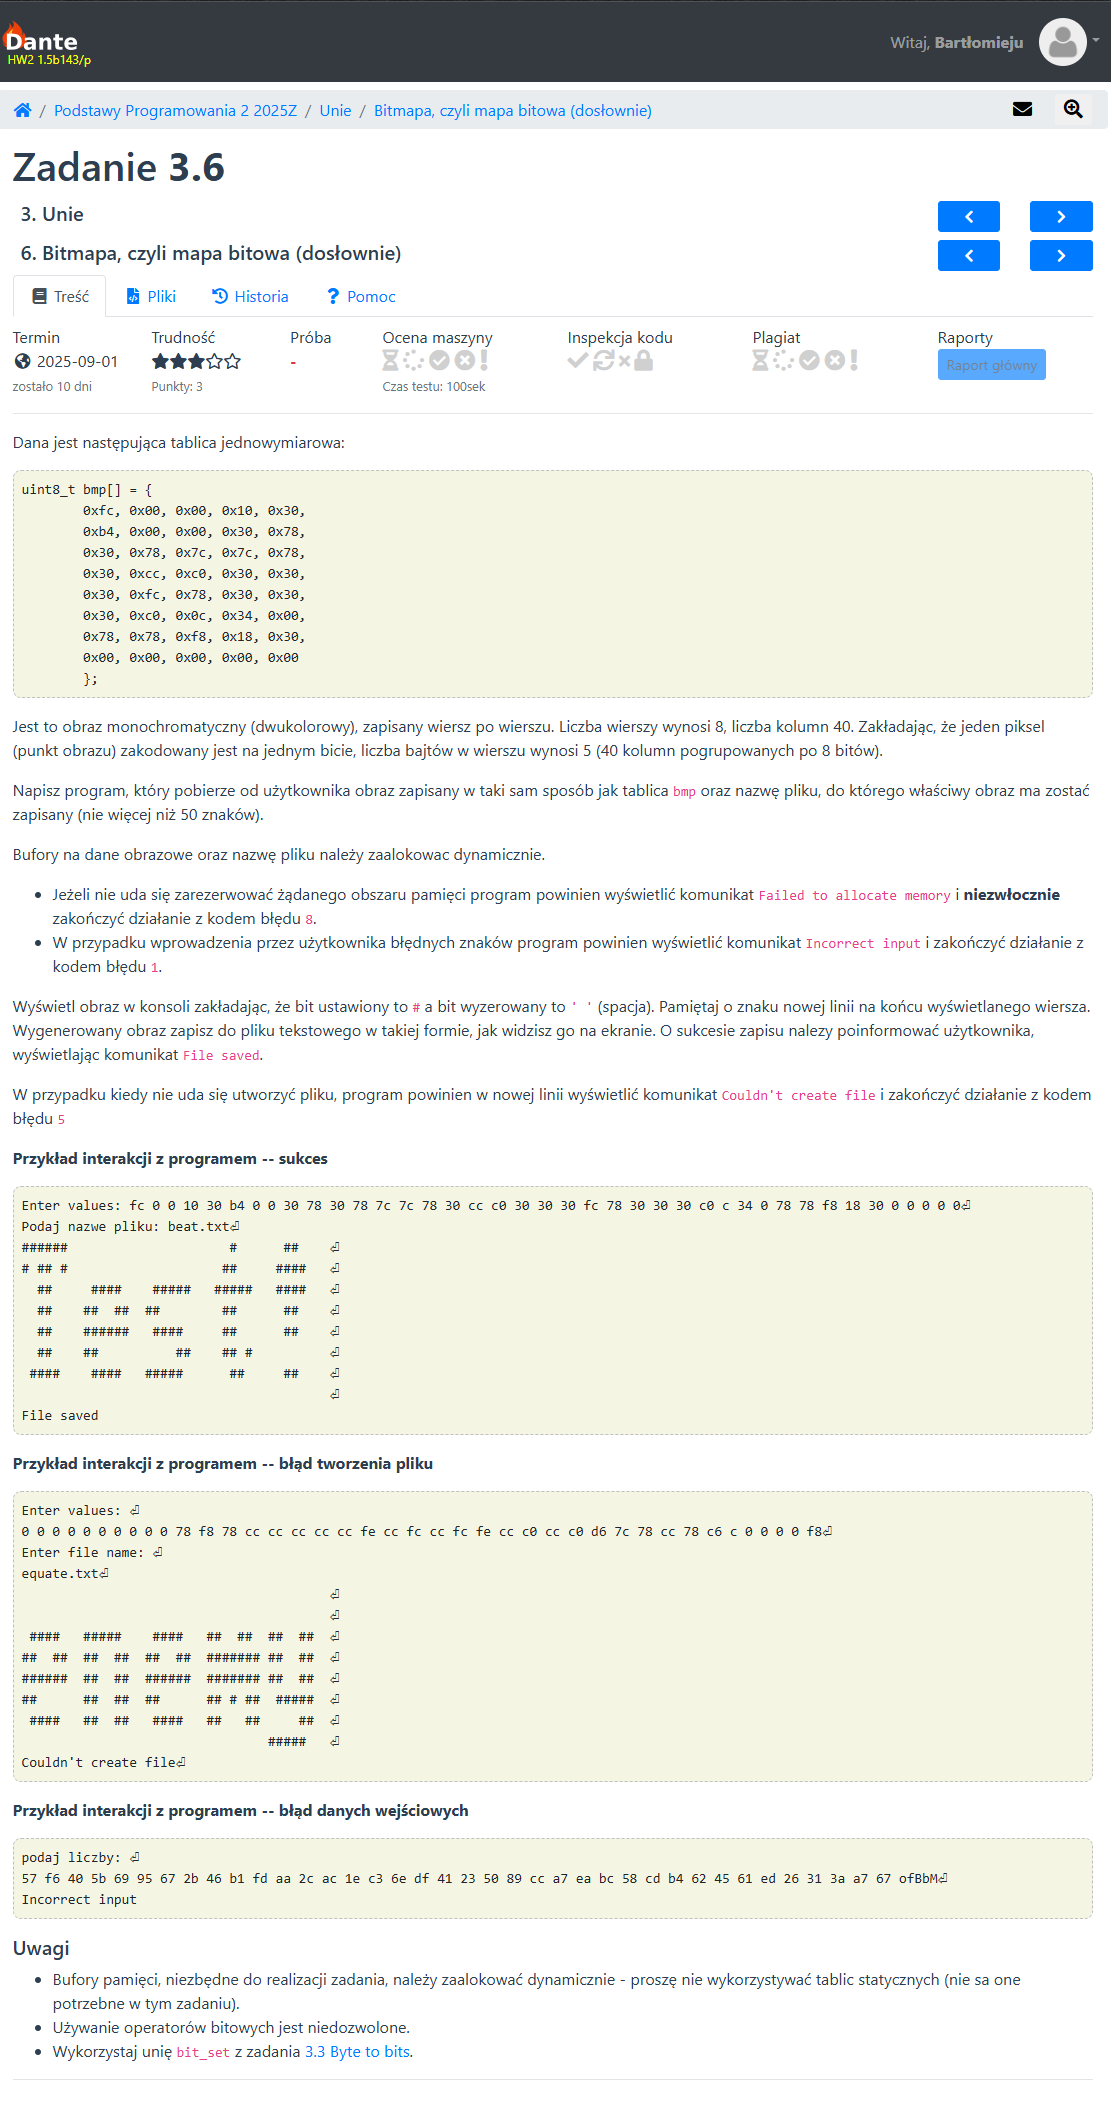 Dante
HW2 1.5b143/p
Witaj, Bartłomieju
/ Podstawy Programowania 2 2025Z / Unie / Bitmapa, czyli mapa bitowa (dosłownie)
Zadanie 3.6
3. Unie
6. Bitmapa, czyli mapa bitowa (dosłownie)
Treść Pliki Historia Pomoc
Termin Trudność Próba Ocena maszyny Inspekcja kodu Plagiat Raporty
2025-09-01 - Raport główny
zostało 10 dni Punkty: 3 Czas testu: 100sek
Dana jest następująca tablica jednowymiarowa:
uint8_t bmp[] = {
        0xfc, 0x00, 0x00, 0x10, 0x30,
        0xb4, 0x00, 0x00, 0x30, 0x78,
        0x30, 0x78, 0x7c, 0x7c, 0x78,
        0x30, 0xcc, 0xc0, 0x30, 0x30,
        0x30, 0xfc, 0x78, 0x30, 0x30,
        0x30, 0xc0, 0x0c, 0x34, 0x00,
        0x78, 0x78, 0xf8, 0x18, 0x30,
        0x00, 0x00, 0x00, 0x00, 0x00
        };
Jest to obraz monochromatyczny (dwukolorowy), zapisany wiersz po wierszu. Liczba wierszy wynosi 8, liczba kolumn 40. Zakładając, że jeden piksel
(punkt obrazu) zakodowany jest na jednym bicie, liczba bajtów w wierszu wynosi 5 (40 kolumn pogrupowanych po 8 bitów).
Napisz program, który pobierze od użytkownika obraz zapisany w taki sam sposób jak tablica bmp oraz nazwę pliku, do którego właściwy obraz ma zostać
zapisany (nie więcej niż 50 znaków).
Bufory na dane obrazowe oraz nazwę pliku należy zaalokowac dynamicznie.
• Jeżeli nie uda się zarezerwować żądanego obszaru pamięci program powinien wyświetlić komunikat Failed to allocate memory i niezwłocznie
zakończyć działanie z kodem błędu 8.
• W przypadku wprowadzenia przez użytkownika błędnych znaków program powinien wyświetlić komunikat Incorrect input i zakończyć działanie z
kodem błędu 1.
Wyświetl obraz w konsoli zakładając, że bit ustawiony to # a bit wyzerowany to ' ' (spacja). Pamiętaj o znaku nowej linii na końcu wyświetlanego wiersza.
Wygenerowany obraz zapisz do pliku tekstowego w takiej formie, jak widzisz go na ekranie. O sukcesie zapisu nalezy poinformować użytkownika,
wyświetlając komunikat File saved.
W przypadku kiedy nie uda się utworzyć pliku, program powinien w nowej linii wyświetlić komunikat Couldn't create file i zakończyć działanie z kodem
błędu 5
Przykład interakcji z programem -- sukces
Enter values: fc 0 0 10 30 b4 0 0 30 78 30 78 7c 7c 78 30 cc c0 30 30 30 fc 78 30 30 30 c0 c 34 0 78 78 f8 18 30 0 0 0 0 0⏎
Podaj nazwe pliku: beat.txt⏎
######                     #      ##    ⏎
# ## #                    ##     ####   ⏎
  ##     ####    #####   #####   ####   ⏎
  ##    ##  ##  ##        ##      ##    ⏎
  ##    ######   ####     ##      ##    ⏎
  ##    ##          ##    ## #          ⏎
 ####    ####   #####      ##     ##    ⏎
                                        ⏎
File saved
Przykład interakcji z programem -- błąd tworzenia pliku
Enter values: ⏎
0 0 0 0 0 0 0 0 0 0 78 f8 78 cc cc cc cc cc fe cc fc cc fc fe cc c0 cc c0 d6 7c 78 cc 78 c6 c 0 0 0 0 f8⏎
Enter file name: ⏎
equate.txt⏎
                                        ⏎
                                        ⏎
 ####   #####    ####   ##  ##  ##  ##  ⏎
##  ##  ##  ##  ##  ##  ####### ##  ##  ⏎
######  ##  ##  ######  ####### ##  ##  ⏎
##      ##  ##  ##      ## # ##  #####  ⏎
 ####   ##  ##   ####   ##   ##     ##  ⏎
                                #####   ⏎
Couldn't create file⏎
Przykład interakcji z programem -- błąd danych wejściowych
podaj liczby: ⏎
57 f6 40 5b 69 95 67 2b 46 b1 fd aa 2c ac 1e c3 6e df 41 23 50 89 cc a7 ea bc 58 cd b4 62 45 61 ed 26 31 3a a7 67 ofBbM⏎
Incorrect input
Uwagi
• Bufory pamięci, niezbędne do realizacji zadania, należy zaalokować dynamicznie - proszę nie wykorzystywać tablic statycznych (nie sa one
potrzebne w tym zadaniu).
• Używanie operatorów bitowych jest niedozwolone.
• Wykorzystaj unię bit_set z zadania 3.3 Byte to bits.